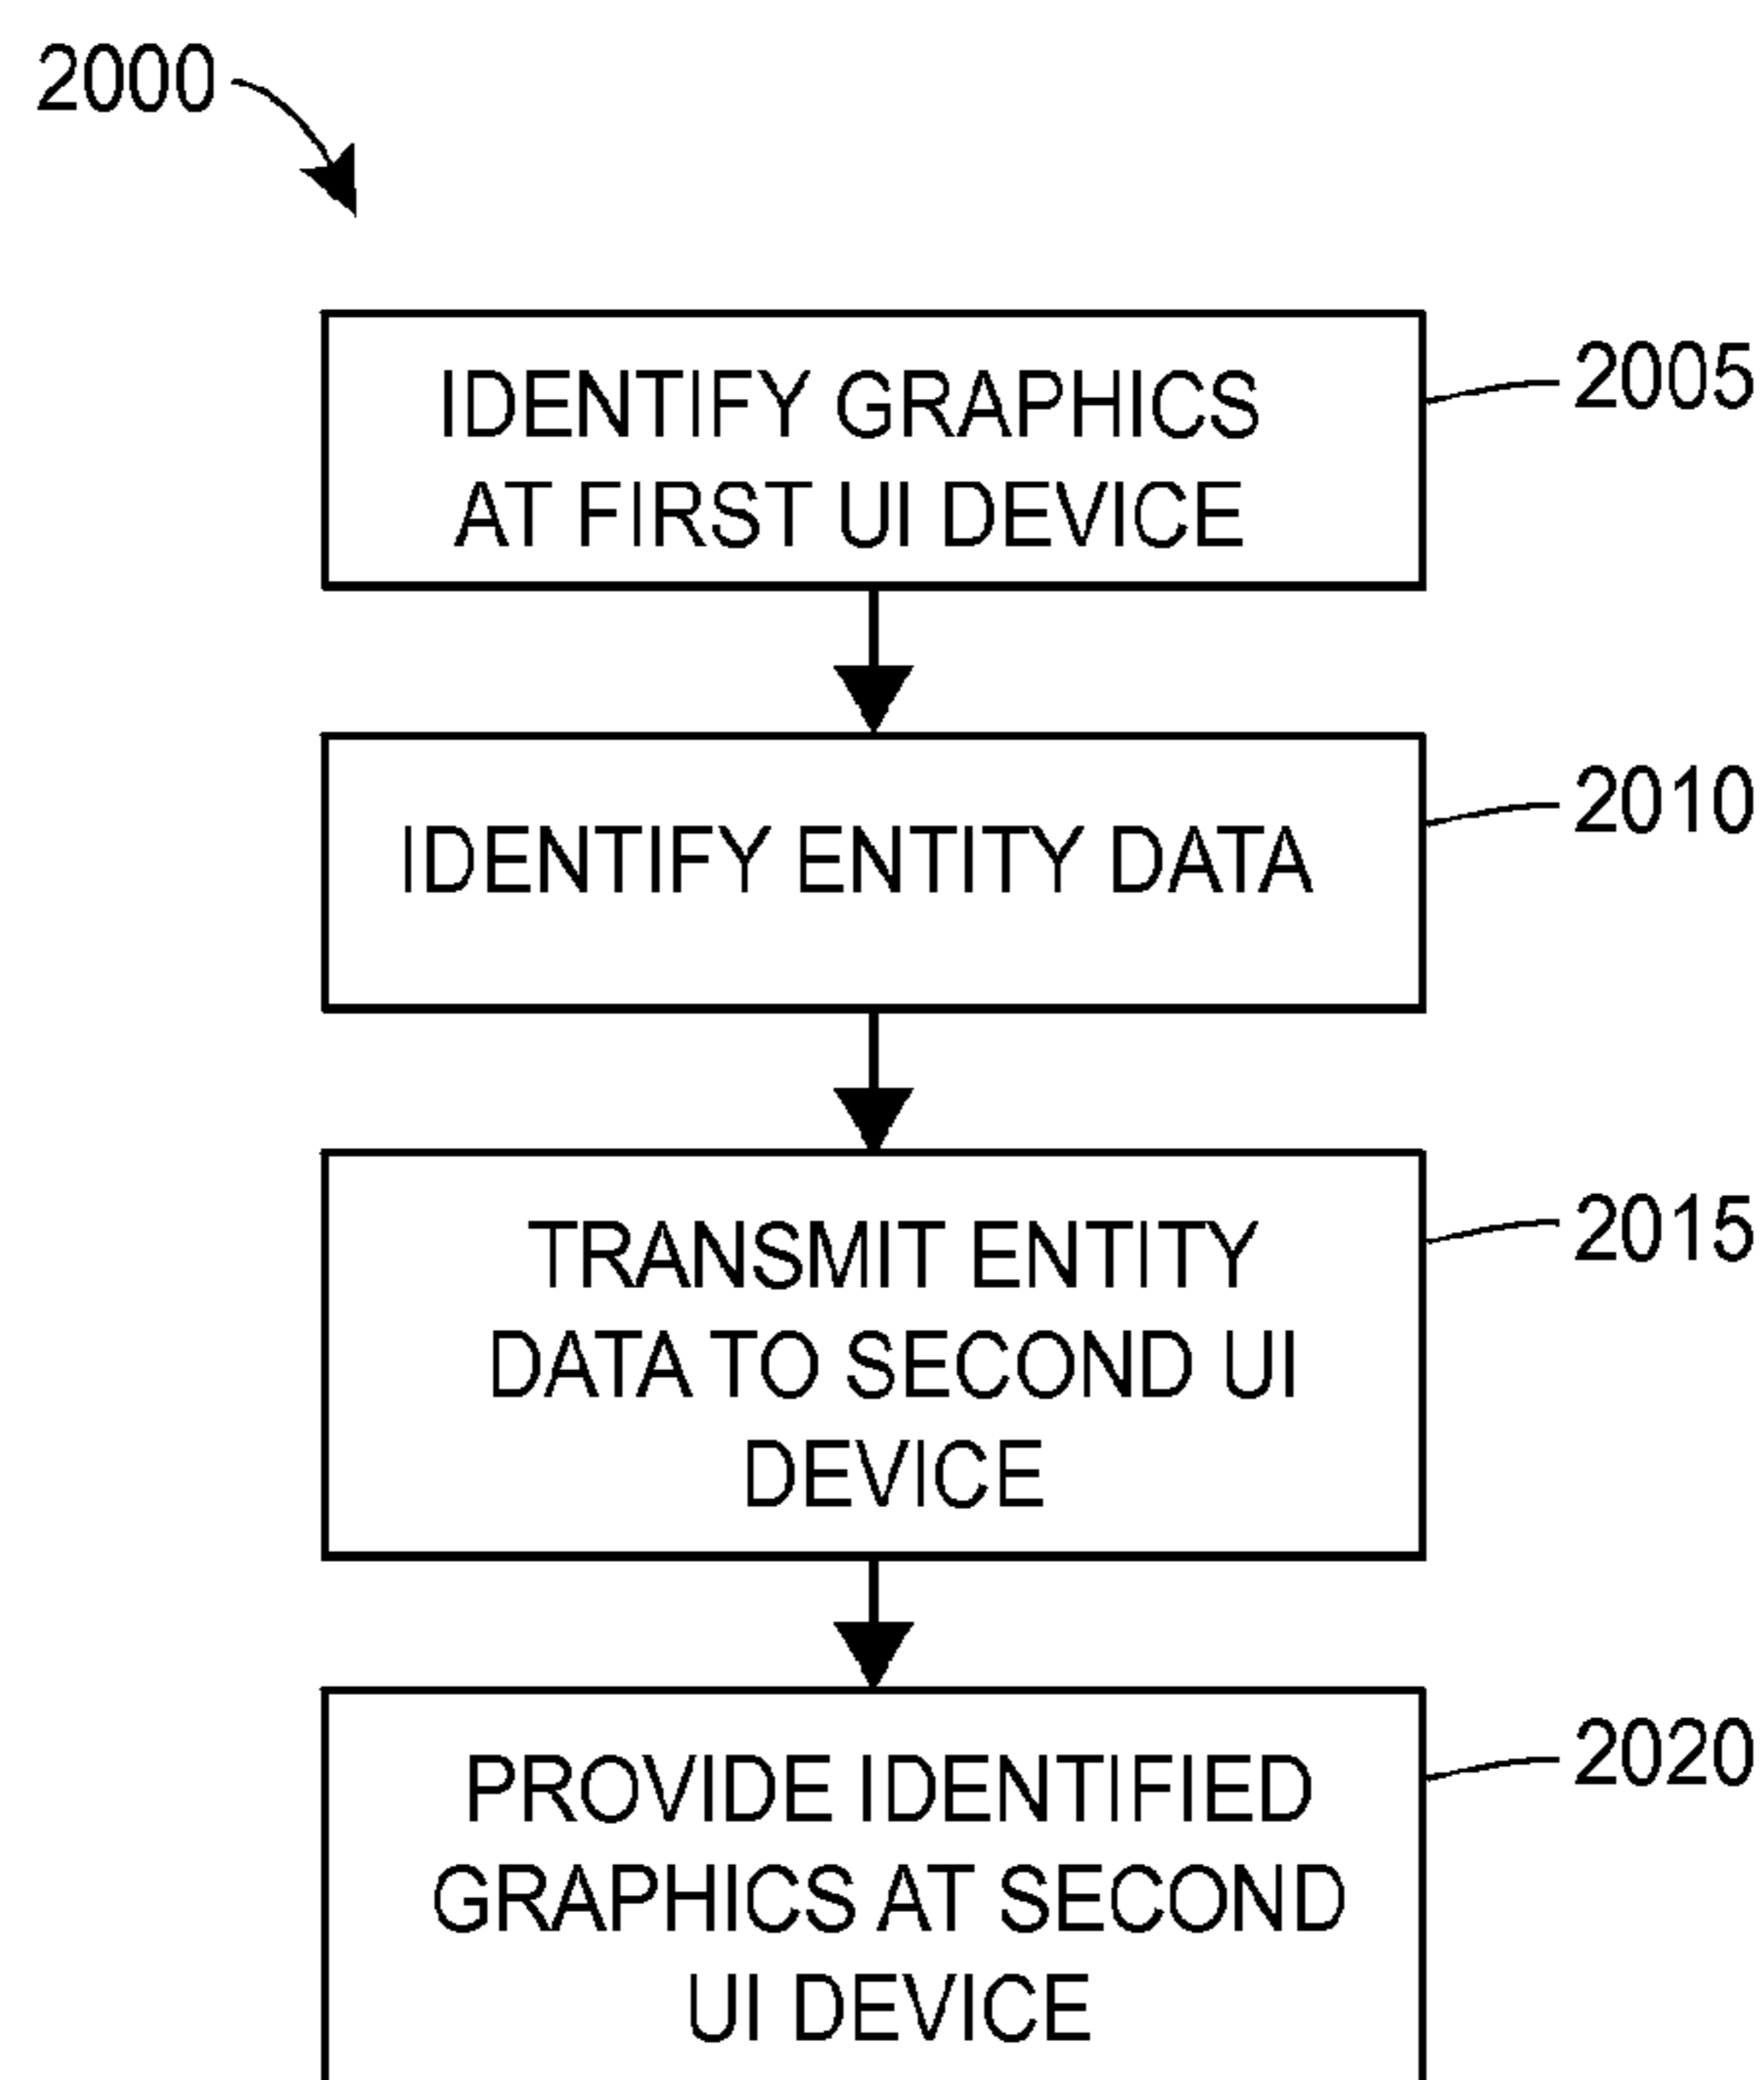 2000
IDENTIFY GRAPHICS
AT FIRST UI DEVICE
2005
IDENTIFY ENTITY DATA
2010
TRANSMIT ENTITY
DATA TO SECOND UI
DEVICE
2015
PROVIDE IDENTIFIED
GRAPHICS AT SECOND
UI DEVICE
2020